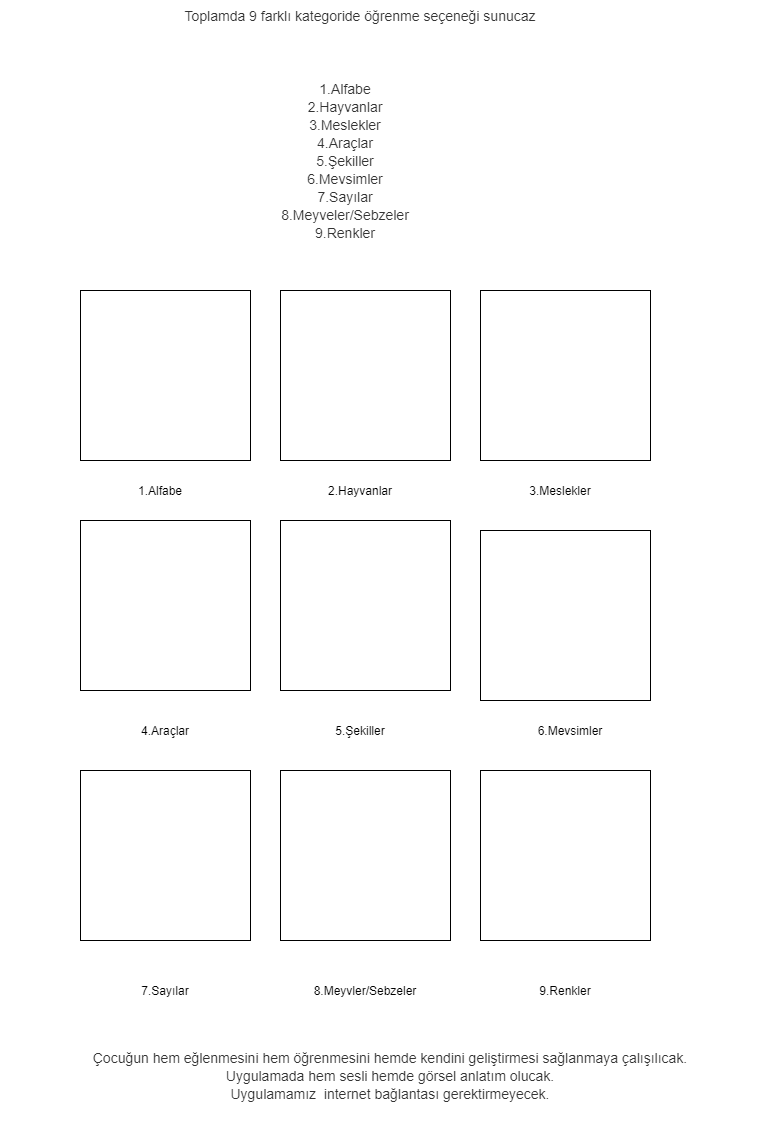 Toplamda 9 farklı kategoride öğrenme seçeneği sunucaz
1.Alfabe
2.Hayvanlar
3.Meslekler
4.Araçlar
5.Şekiller
6.Mevsimler
7.Sayılar
8.Meyveler/Sebzeler
9.Renkler
1.Alfabe
2.Hayvanlar
3.Meslekler
4.Araçlar
5.Şekiller
6.Mevsimler
7.Sayılar
8.Meyvler/Sebzeler
9.Renkler
Çocuğun hem eğlenmesini hem öğrenmesini hemde kendini geliştirmesi sağlanmaya çalışılıcak.
Uygulamada hem sesli hemde görsel anlatım olucak.
Uygulamamız  internet bağlantası gerektirmeyecek.